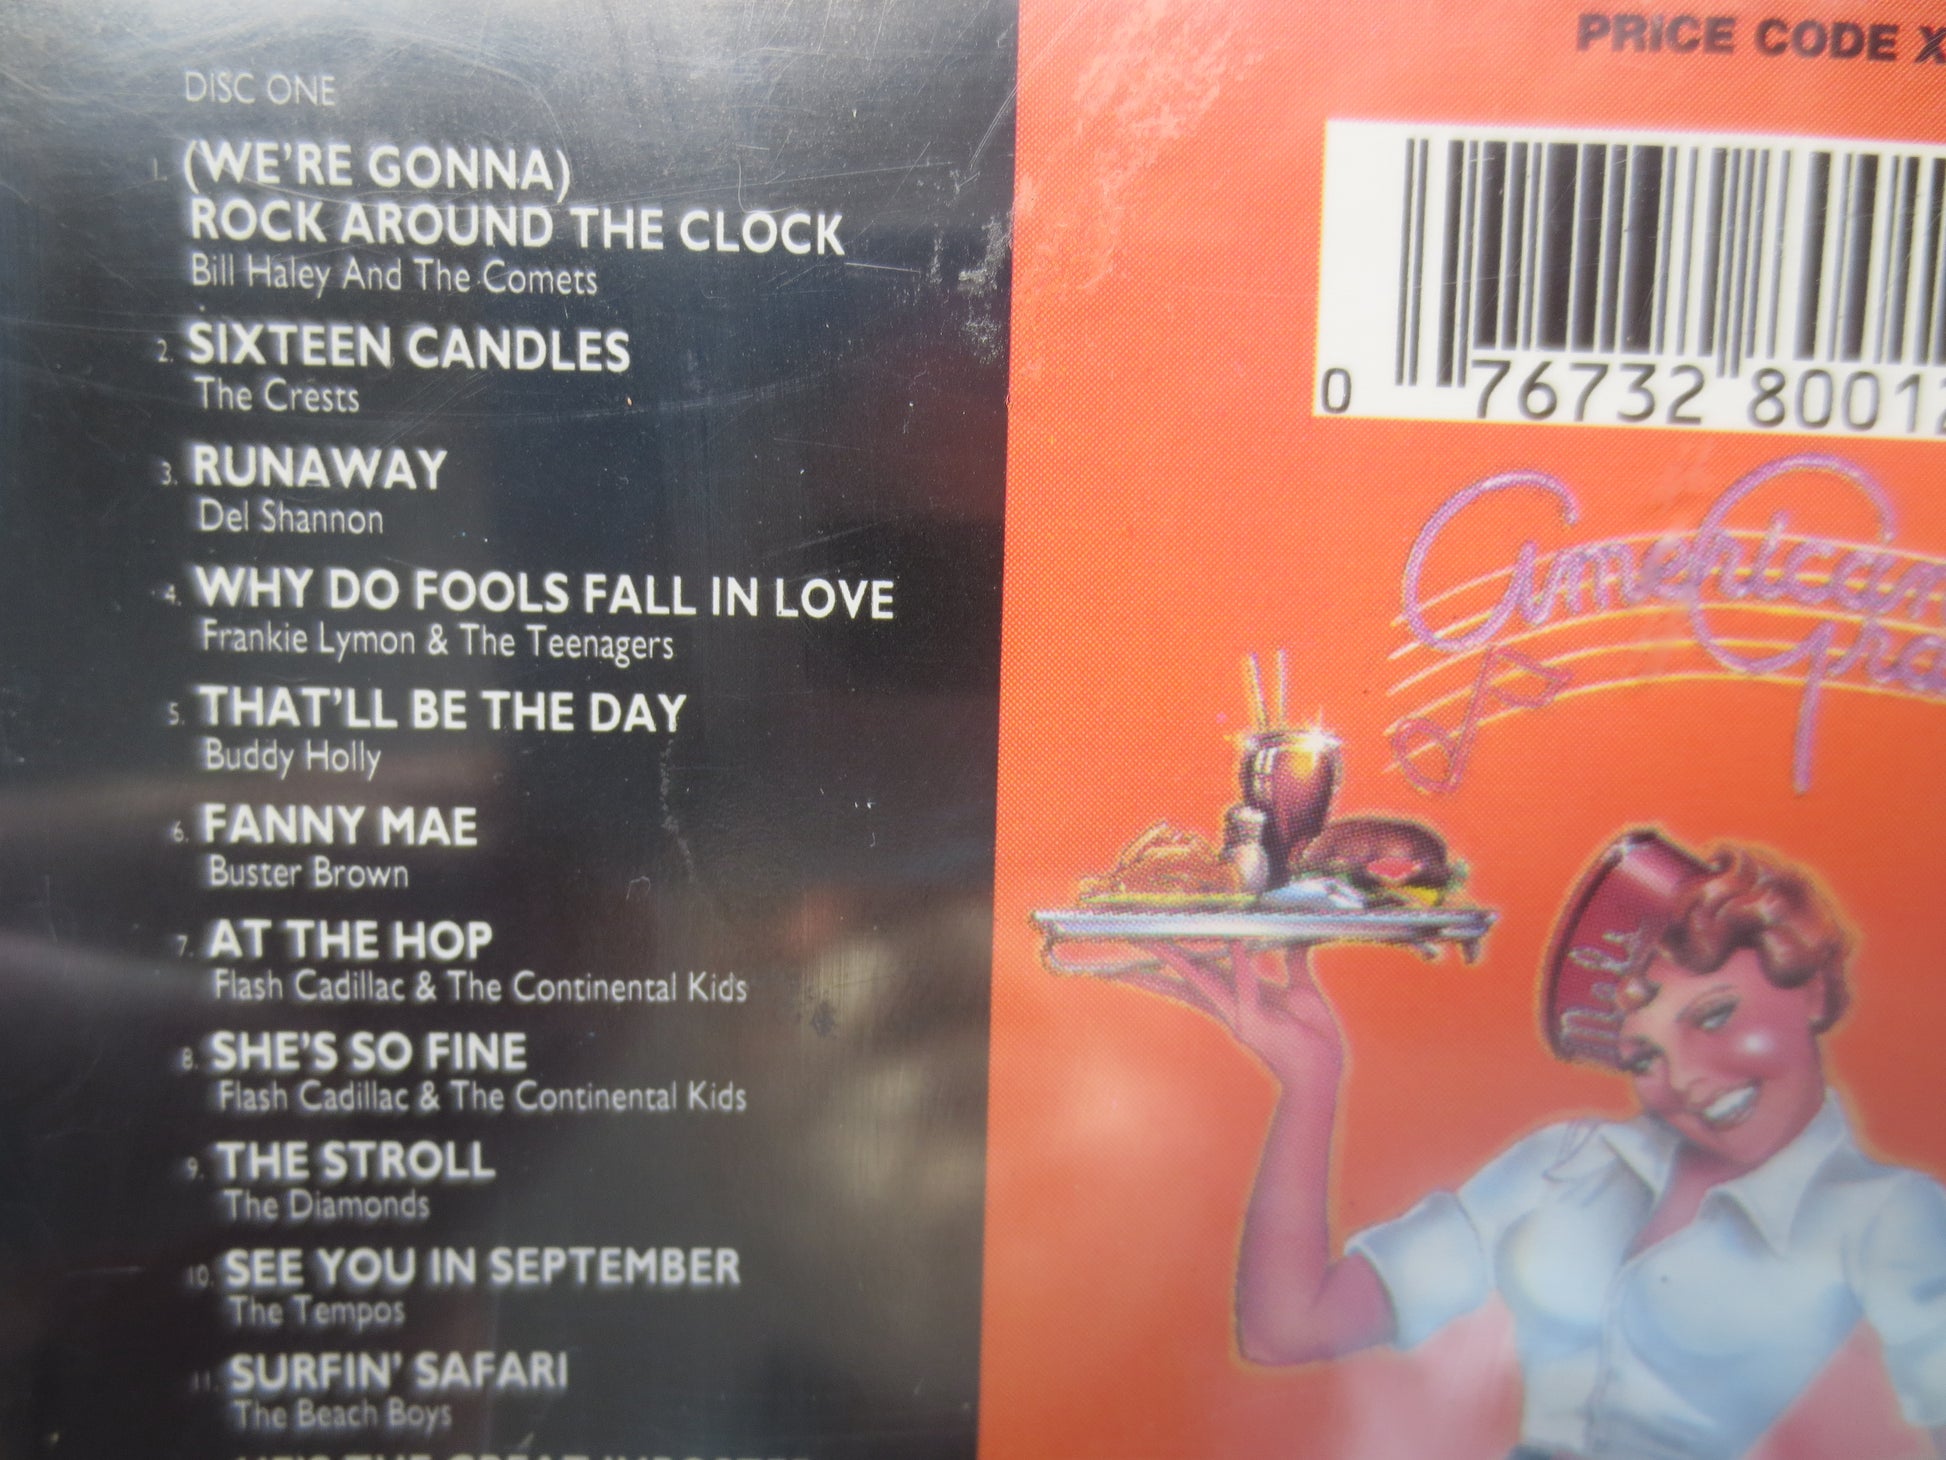 DISC ONE
1. (WE'RE GONNA)
ROCK AROUND THE CLOCK
Bill Haley And The Comets
2. SIXTEEN CANDLES
The Crests
3. RUNAWAY
Del Shannon
4. WHY DO FOOLS FALL IN LOVE
Frankie Lymon & The Teenagers
5. THAT'LL BE THE DAY
Buddy Holly
6. FANNY MAE
Buster Brown
7. AT THE HOP
Flash Cadillac & The Continental Kids
8. SHE'S SO FINE
Flash Cadillac & The Continental Kids
9. THE STROLL
The Diamonds
10. SEE YOU IN SEPTEMBER
The Tempos
11. SURFIN' SAFARI
The Beach Boys
PRICE CODE X
0 76732 80012
American
Gra
Mels